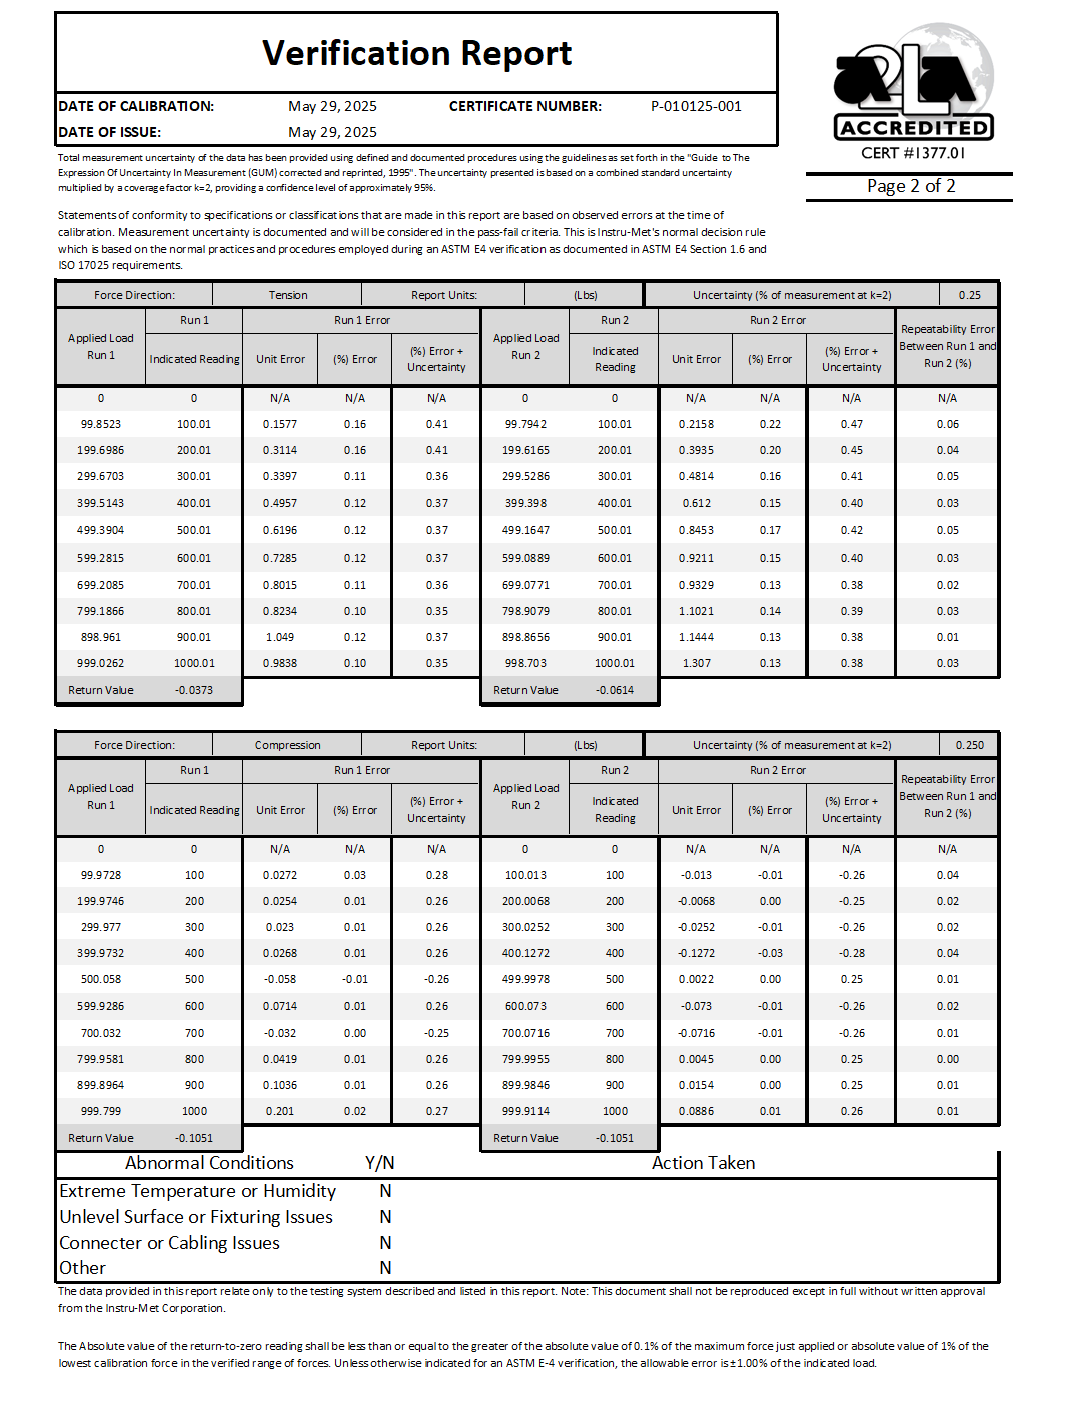 Verification Report
DATE OF CALIBRATION: May 29, 2025 CERTIFICATE NUMBER: P-010125-001
DATE OF ISSUE: May 29, 2025
A2LA
ACCREDITED
CERT #1377.01
Page 2 of 2
Total measurement uncertainty of the data has been provided using defined and documented procedures using the guidelines as set forth in the "Guide to The
Expression Of Uncertainty In Measurement (GUM) corrected and reprinted, 1995". The uncertainty presented is based on a combined standard uncertainty
multiplied by a coverage factor k=2, providing a confidence level of approximately 95%.
Statements of conformity to specifications or classifications that are made in this report are based on observed errors at the time of
calibration. Measurement uncertainty is documented and will be considered in the pass-fail criteria. This is Instru-Met's normal decision rule
which is based on the normal practices and procedures employed during an ASTM E4 verification as documented in ASTM E4 Section 1.6 and
ISO 17025 requirements.
Force Direction: Tension Report Units: (Lbs) Uncertainty (% of measurement at k=2) 0.25
Applied Load Run 1 Run 1 Indicated Reading Run 1 Error Unit Error (%) Error (%) Error + Uncertainty Applied Load Run 2 Run 2 Indicated Reading Run 2 Error Unit Error (%) Error (%) Error + Uncertainty Repeatability Error Between Run 1 and Run 2 (%)
0 0 N/A N/A N/A 0 0 N/A N/A N/A N/A
99.8523 100.01 0.1577 0.16 0.41 99.7942 100.01 0.2158 0.22 0.47 0.06
199.6986 200.01 0.3114 0.16 0.41 199.6165 200.01 0.3935 0.20 0.45 0.04
299.6703 300.01 0.3397 0.11 0.36 299.5286 300.01 0.4814 0.16 0.41 0.05
399.5143 400.01 0.4957 0.12 0.37 399.398 400.01 0.612 0.15 0.40 0.03
499.3904 500.01 0.6196 0.12 0.37 499.1647 500.01 0.8453 0.17 0.42 0.05
599.2815 600.01 0.7285 0.12 0.37 599.0889 600.01 0.9211 0.15 0.40 0.03
699.2085 700.01 0.8015 0.11 0.36 699.0771 700.01 0.9329 0.13 0.38 0.02
799.1866 800.01 0.8234 0.10 0.35 798.9079 800.01 1.1021 0.14 0.39 0.03
898.961 900.01 1.049 0.12 0.37 898.8656 900.01 1.1444 0.13 0.38 0.01
999.0262 1000.01 0.9838 0.10 0.35 998.703 1000.01 1.307 0.13 0.38 0.03
Return Value -0.0373 Return Value -0.0614
Force Direction: Compression Report Units: (Lbs) Uncertainty (% of measurement at k=2) 0.250
Applied Load Run 1 Run 1 Indicated Reading Run 1 Error Unit Error (%) Error (%) Error + Uncertainty Applied Load Run 2 Run 2 Indicated Reading Run 2 Error Unit Error (%) Error (%) Error + Uncertainty Repeatability Error Between Run 1 and Run 2 (%)
0 0 N/A N/A N/A 0 0 N/A N/A N/A N/A
99.9728 100 0.0272 0.03 0.28 100.013 100 -0.013 -0.01 -0.26 0.04
199.9746 200 0.0254 0.01 0.26 200.0068 200 -0.0068 0.00 -0.25 0.02
299.977 300 0.023 0.01 0.26 300.0252 300 -0.0252 -0.01 -0.26 0.02
399.9732 400 0.0268 0.01 0.26 400.1272 400 -0.1272 -0.03 -0.28 0.04
500.058 500 -0.058 -0.01 -0.26 499.9978 500 0.0022 0.00 0.25 0.01
599.9286 600 0.0714 0.01 0.26 600.073 600 -0.073 -0.01 -0.26 0.02
700.032 700 -0.032 0.00 -0.25 700.0716 700 -0.0716 -0.01 -0.26 0.01
799.9581 800 0.0419 0.01 0.26 799.9955 800 0.0045 0.00 0.25 0.00
899.8964 900 0.1036 0.01 0.26 899.9846 900 0.0154 0.00 0.25 0.01
999.799 1000 0.201 0.02 0.27 999.9114 1000 0.0886 0.01 0.26 0.01
Return Value -0.1051 Return Value -0.1051
Abnormal Conditions Y/N Action Taken
Extreme Temperature or Humidity N
Unlevel Surface or Fixturing Issues N
Connecter or Cabling Issues N
Other N
The data provided in this report relate only to the testing system described and listed in this report. Note: This document shall not be reproduced except in full without written approval
from the Instru-Met Corporation.
The Absolute value of the return-to-zero reading shall be less than or equal to the greater of the absolute value of 0.1% of the maximum force just applied or absolute value of 1% of the
lowest calibration force in the verified range of forces. Unless otherwise indicated for an ASTM E-4 verification, the allowable error is ±1.00% of the indicated load.